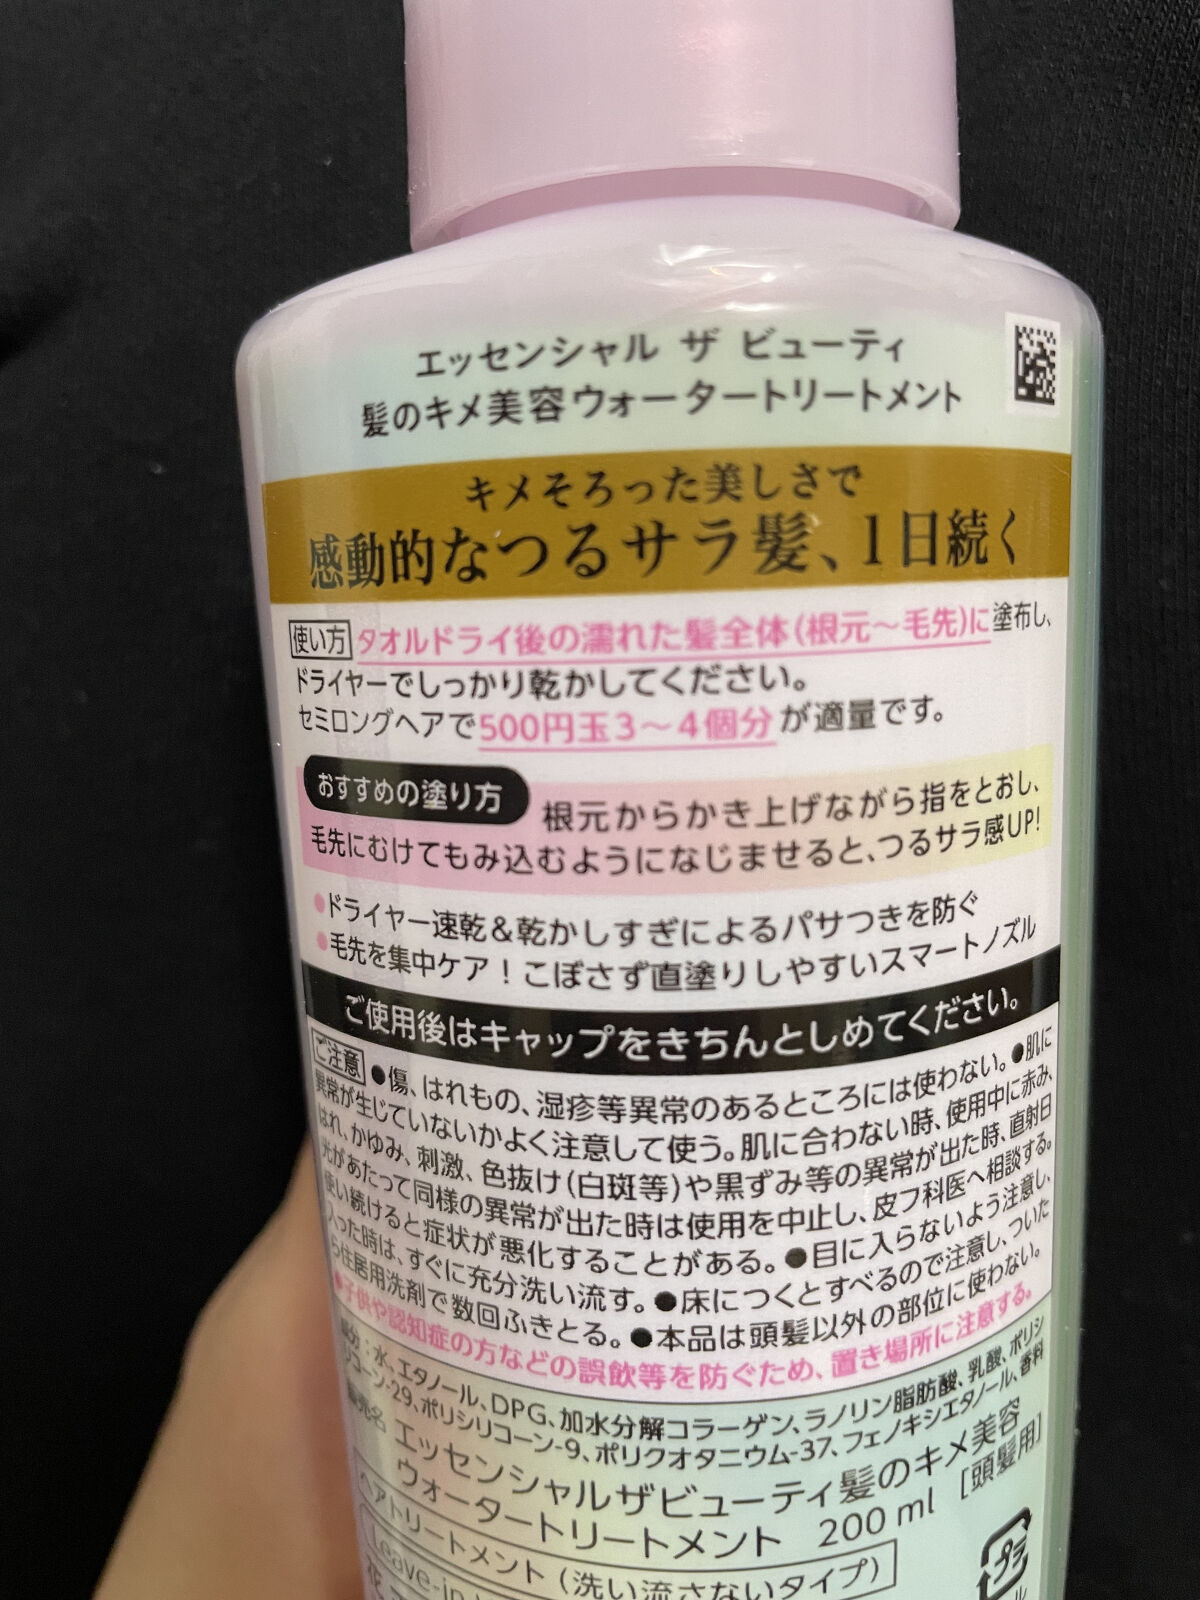 エッセンシャル ザ ビューティ
髪のキメ美容ウォータートリートメント
キメそろった美しさで
感動的なつるサラ髪、1日続く
使い方 タオルドライ後の濡れた髪全体(根元～毛先)に塗布し、
ドライヤーでしっかり乾かしてください。
セミロングヘアで500円玉3～4個分が適量です。
おすすめの塗り方 根元からかき上げながら指をとおし、
毛先にむけてもみ込むようになじませると、つるサラ感UP!
●ドライヤー速乾&乾かしすぎによるパサつきを防ぐ
●毛先を集中ケア!こぼさず直塗りしやすいスマートノズル
ご使用後はキャップをきちんとしめてください。
ご注意 ●傷、はれもの、湿疹等異常のあるところには使わない。●肌に
異常が生じていないかよく注意して使う。肌に合わない時、使用中に赤み、
はれ、かゆみ、刺激、色抜け(白斑等)や黒ずみ等の異常が出た時、直射日
光があたって同様の異常が出た時は使用を中止し、皮フ科医へ相談する。
使い続けると症状が悪化することがある。●目に入らないよう注意し、
入った時は、すぐに充分洗い流す。●床につくとすべるので注意し、ついた
ら住居用洗剤で数回ふきとる。●本品は頭髪以外の部位に使わない。
●子供や認知症の方などの誤飲等を防ぐため、置き場所に注意する。
成分:水、エタノール、DPG、加水分解コラーゲン、ラノリン脂肪酸、乳酸、ポリシ
リコーン-29、ポリシリコーン-9、ポリクオタニウム-37、フェノキシエタノール、香料
販売名 エッセンシャルザビューティ髪のキメ美容
ウォータートリートメント 200 ml [頭髪用]
ヘアトリートメント (洗い流さないタイプ)
Leave-in
プラ